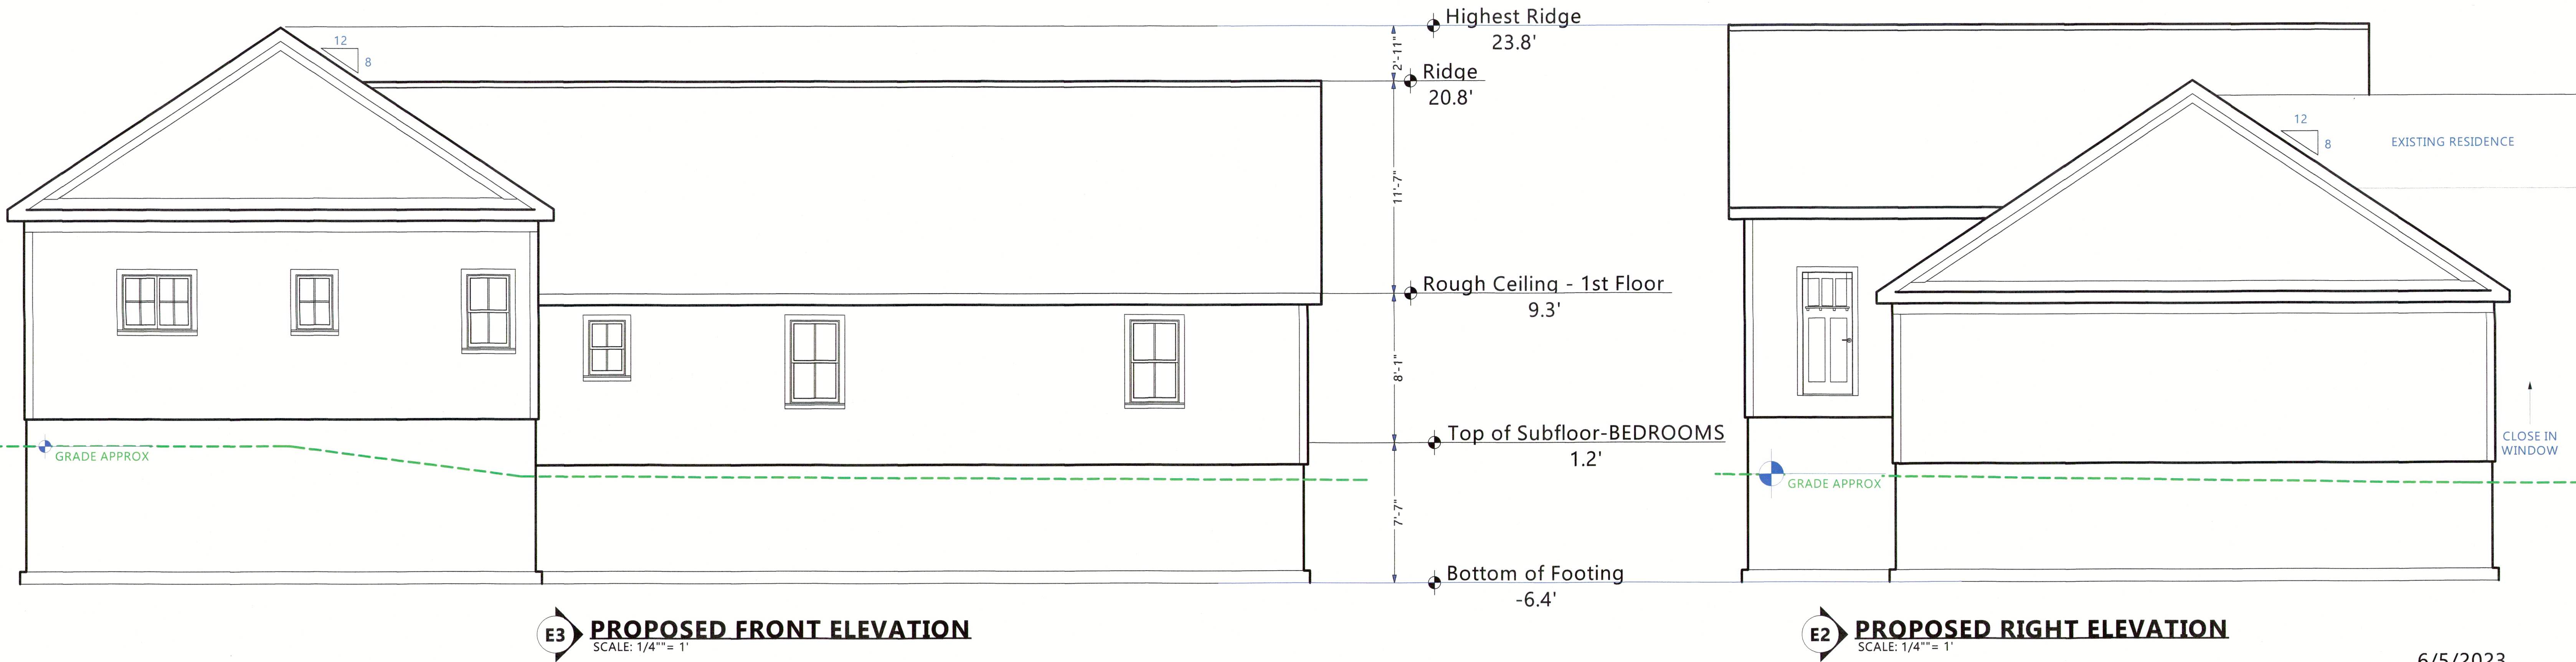 12
8
GRADE APPROX
2'-11"
11'-7"
8'-1"
7'-7"
Highest Ridge
23.8'
Ridge
20.8'
Rough Ceiling - 1st Floor
9.3'
Top of Subfloor-BEDROOMS
1.2'
Bottom of Footing
-6.4'
12
8
EXISTING RESIDENCE
CLOSE IN
WINDOW
GRADE APPROX
E3
PROPOSED FRONT ELEVATION
SCALE: 1/4""= 1'
E2
PROPOSED RIGHT ELEVATION
SCALE: 1/4""= 1'
6/5/2023